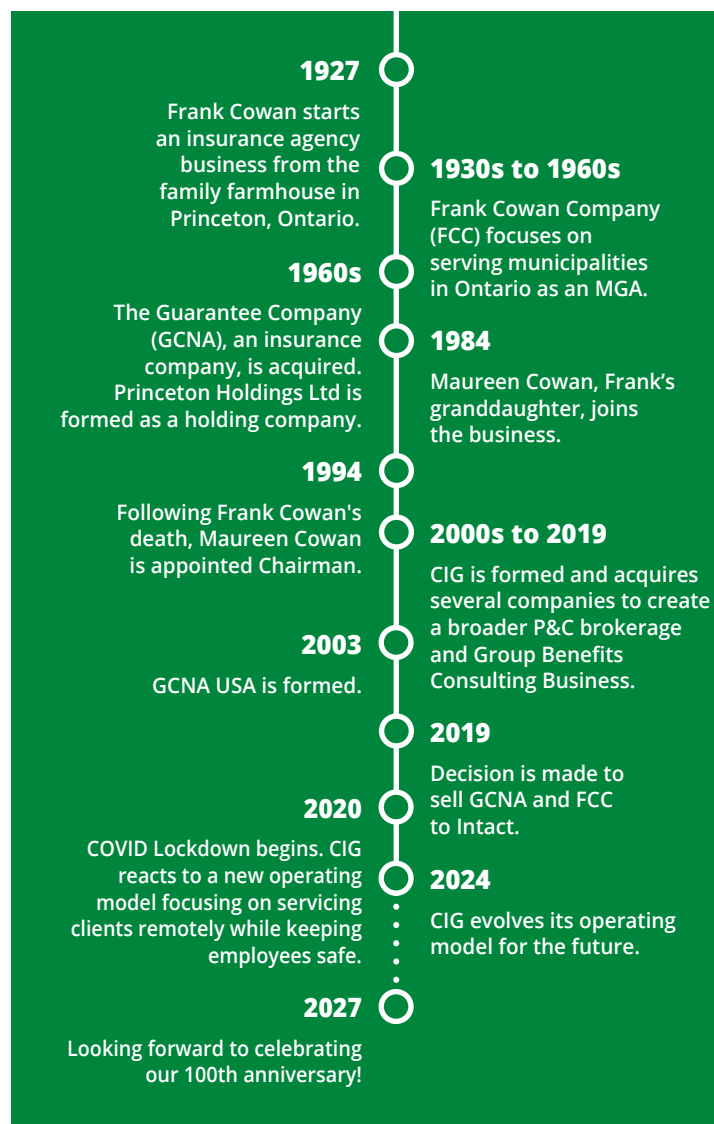 1927
Frank Cowan starts
an insurance agency
business from the
family farmhouse in
Princeton, Ontario.
1930s to 1960s
Frank Cowan Company
(FCC) focuses on
serving municipalities
in Ontario as an MGA.
1960s
The Guarantee Company
(GCNA), an insurance
company, is acquired.
Princeton Holdings Ltd is
formed as a holding company.
1984
Maureen Cowan, Frank’s
granddaughter, joins
the business.
1994
Following Frank Cowan's
death, Maureen Cowan
is appointed Chairman.
2000s to 2019
CIG is formed and acquires
several companies to create
a broader P&C brokerage
and Group Benefits
Consulting Business.
2003
GCNA USA is formed.
2019
Decision is made to
sell GCNA and FCC
to Intact.
2020
COVID Lockdown begins. CIG
reacts to a new operating
model focusing on servicing
clients remotely while keeping
employees safe.
2024
CIG evolves its operating
model for the future.
2027
Looking forward to celebrating
our 100th anniversary!